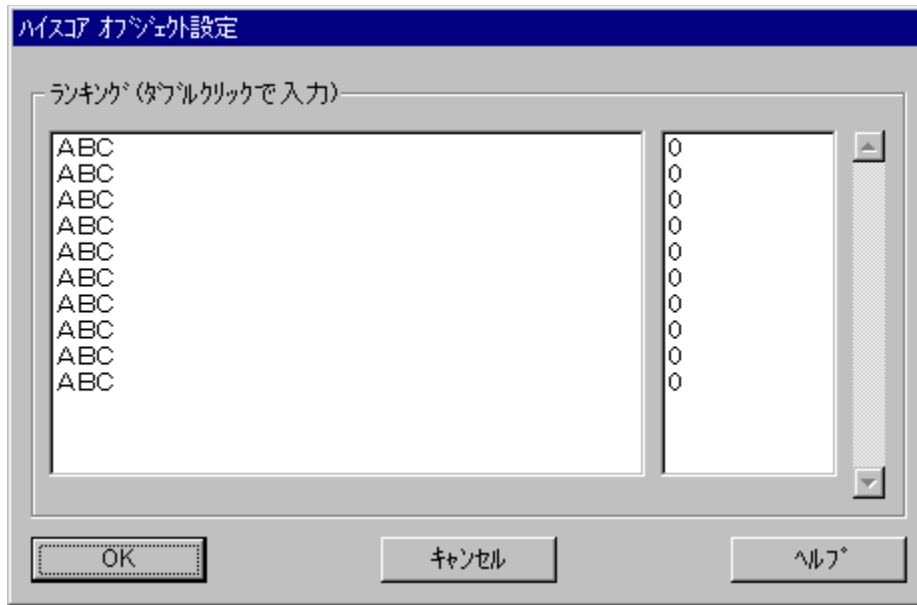 ﾊｲｽｺｱ ｵﾌﾞｼﾞｪｸﾄ設定
ﾗﾝｷﾝｸﾞ(ﾀﾞﾌﾞﾙｸﾘｯｸで入力)
ABC 0
ABC 0
ABC 0
ABC 0
ABC 0
ABC 0
ABC 0
ABC 0
ABC 0
ABC 0
OK ｷｬﾝｾﾙ ﾍﾙﾌﾟ